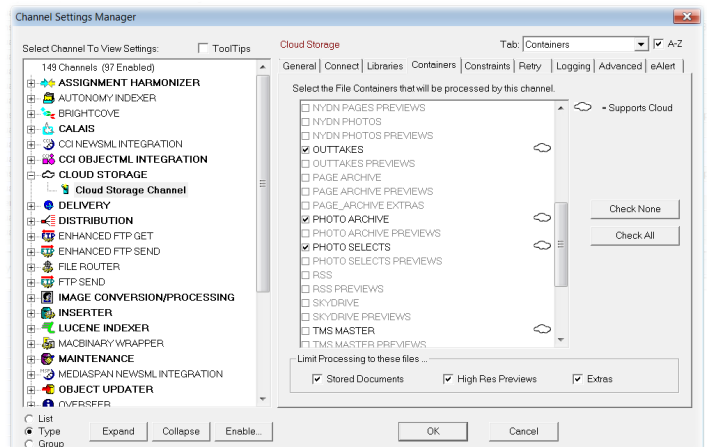 Channel Settings Manager
Select Channel To View Settings:
ToolTips
149 Channels (97 Enabled)
ASSIGNMENT HARMONIZER
AUTONOMY INDEXER
BRIGHTCOVE
CALAIS
CCI NEWSML INTEGRATION
CCI OBJECTML INTEGRATION
CLOUD STORAGE
Cloud Storage Channel
DELIVERY
DISTRIBUTION
ENHANCED FTP GET
ENHANCED FTP SEND
FILE ROUTER
FTP SEND
IMAGE CONVERSION/PROCESSING
INSERTER
LUCENE INDEXER
MACBINARY WRAPPER
MAINTENANCE
MEDIASPAN NEWSML INTEGRATION
OBJECT UPDATER
OVERSEER
List
Type
Group
Expand
Collapse
Enable...
Cloud Storage
Tab: Containers
A-Z
General Connect Libraries Containers Constraints Retry Logging Advanced eAlert
Select the File Containers that will be processed by this channel.
NYDN PAGES PREVIEWS
NYDN PHOTOS
NYDN PHOTOS PREVIEWS
OUTTAKES
OUTTAKES PREVIEWS
PAGE ARCHIVE
PAGE ARCHIVE PREVIEWS
PAGE_ARCHIVE EXTRAS
PHOTO ARCHIVE
PHOTO ARCHIVE PREVIEWS
PHOTO SELECTS
PHOTO SELECTS PREVIEWS
RSS
RSS PREVIEWS
SKYDRIVE
SKYDRIVE PREVIEWS
TMS MASTER
TMS MASTER PREVIEWS
- Supports Cloud
Check None
Check All
Limit Processing to these files ...
Stored Documents
High Res Previews
Extras
OK
Cancel